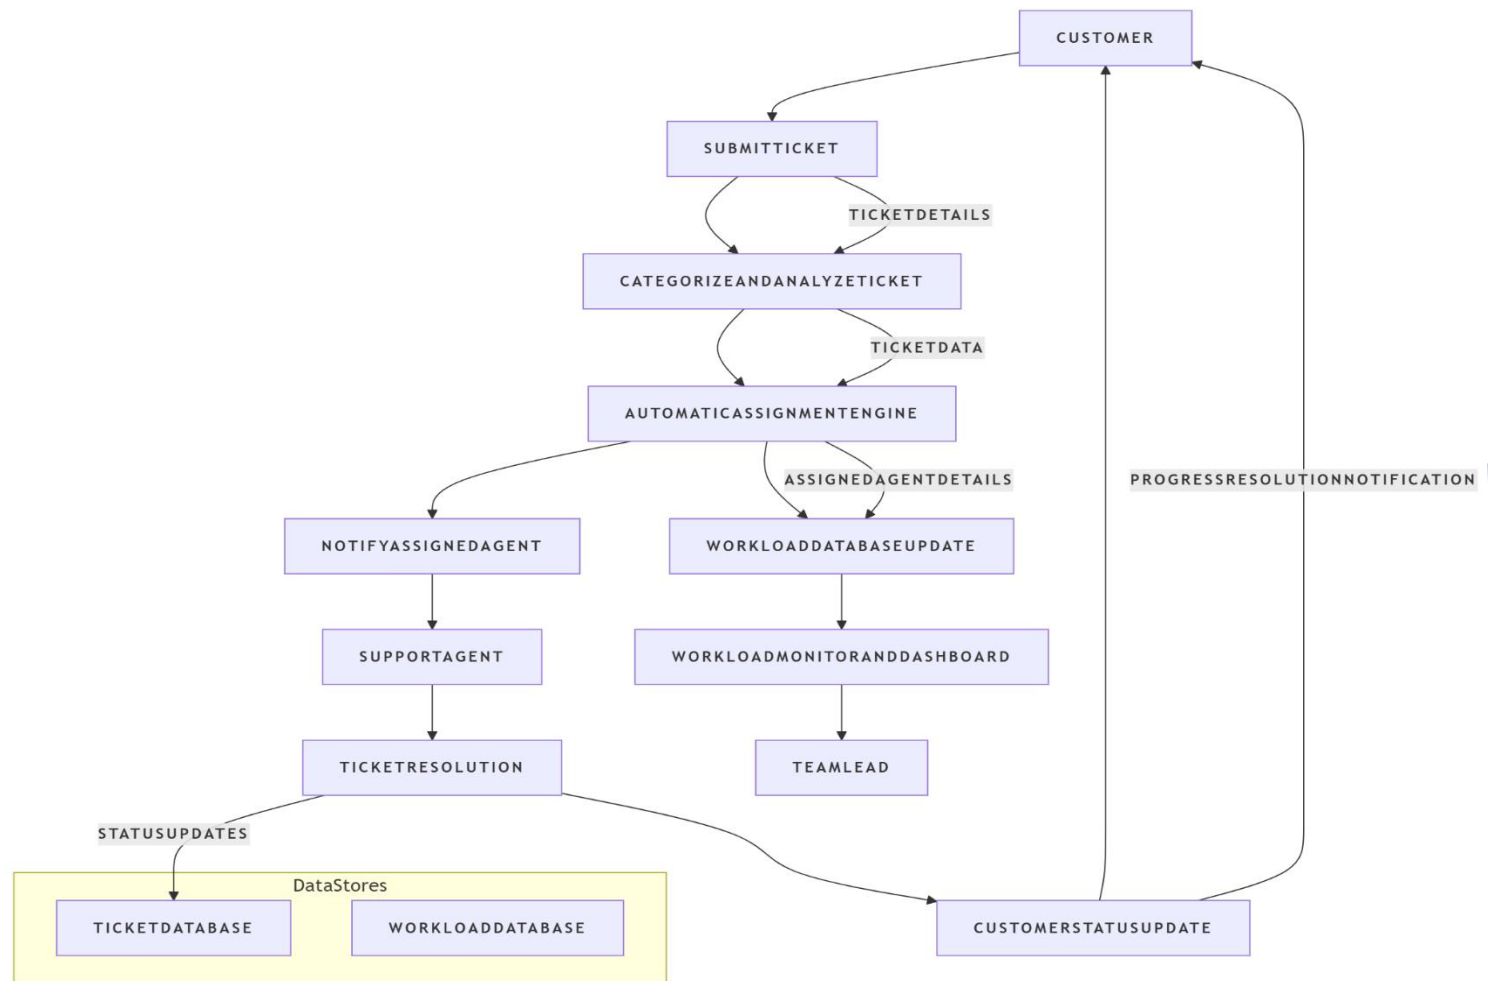 CUSTOMER
SUBMITTICKET
TICKETDETAILS
CATEGORIZEANDANALYZETICKET
TICKETDATA
AUTOMATICASSIGNMENTENGINE
ASSIGNEDAGENTDETAILS
PROGRESSRESOLUTIONNOTIFICATION
NOTIFYASSIGNEDAGENT
WORKLOADDATABASEUPDATE
SUPPORTAGENT
WORKLOADMONITORANDDASHBOARD
TICKETRESOLUTION
TEAMLEAD
STATUSUPDATES
DataStores
TICKETDATABASE
WORKLOADDATABASE
CUSTOMERSTATUSUPDATE